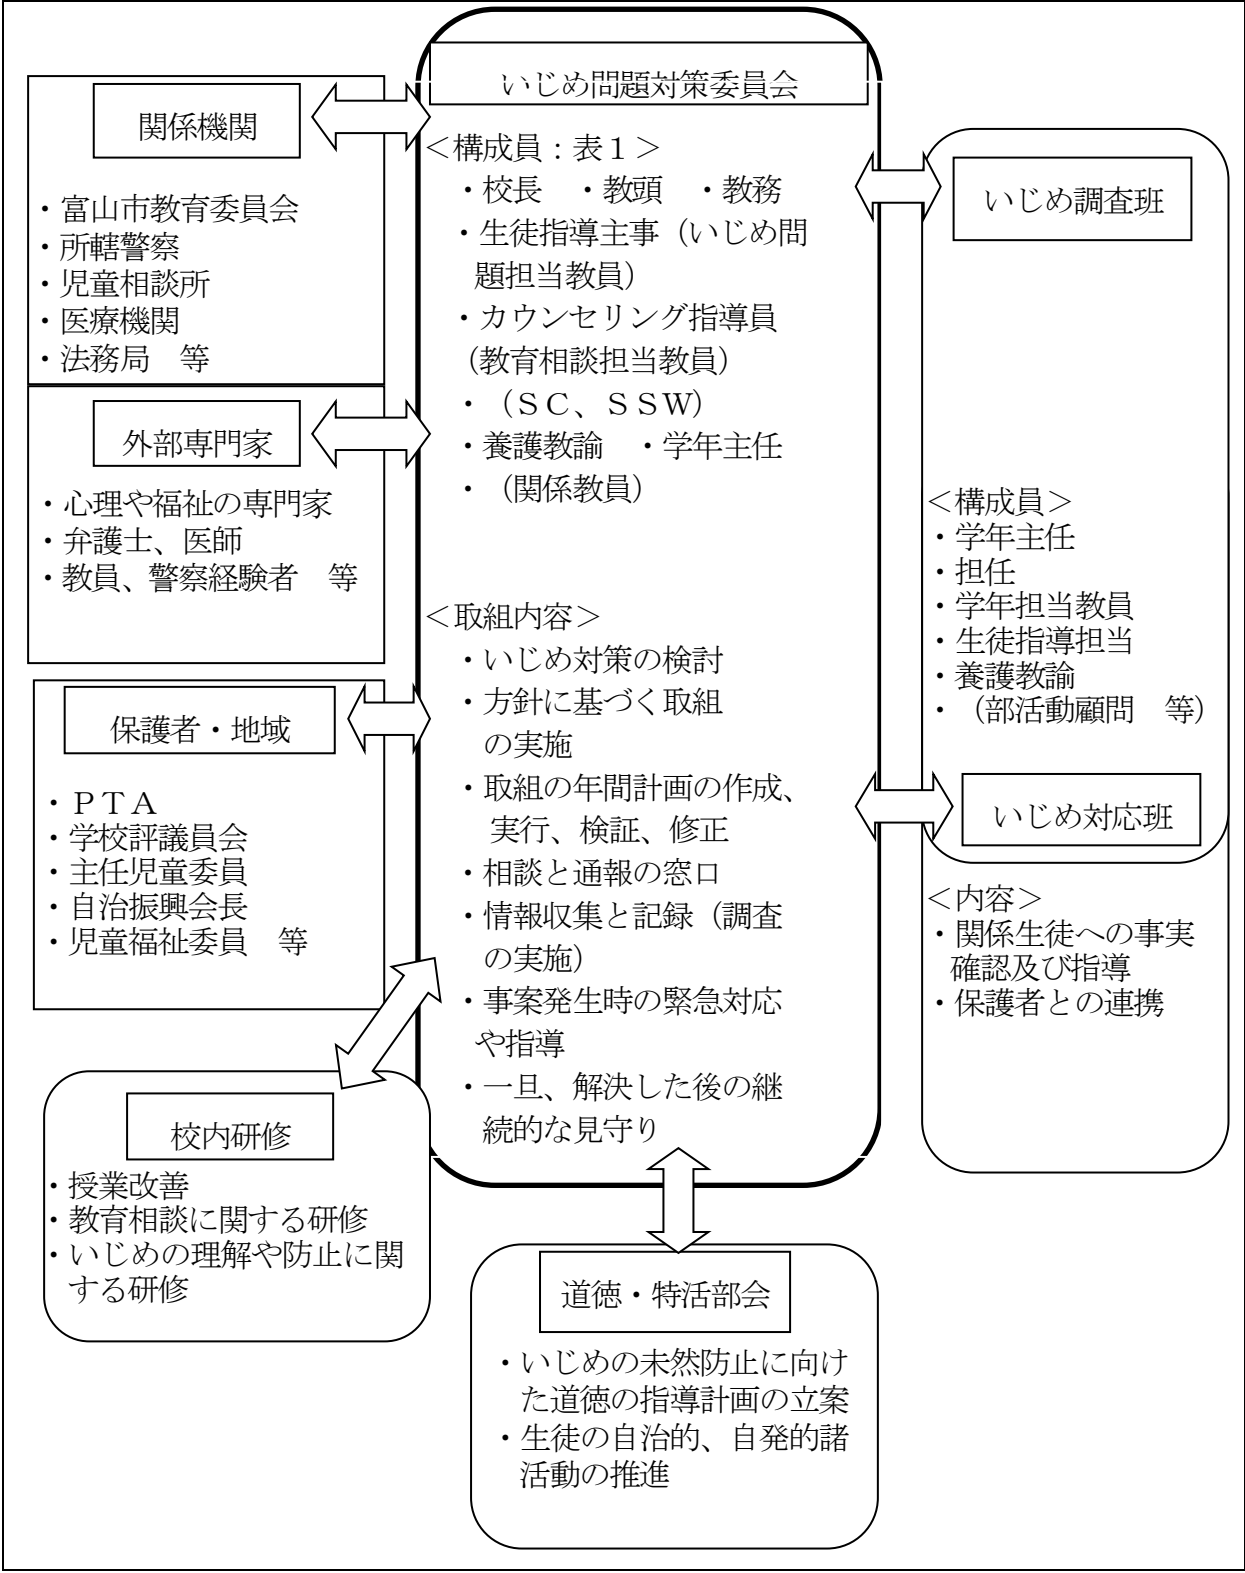 いじめ問題対策委員会
＜構成員：表１＞
・校長　・教頭　・教務
・生徒指導主事（いじめ問
題担当教員）
・カウンセリング指導員
（教育相談担当教員）
・（ＳＣ、ＳＳＷ）
・養護教諭　・学年主任
・（関係教員）
＜取組内容＞
・いじめ対策の検討
・方針に基づく取組
の実施
・取組の年間計画の作成、
実行、検証、修正
・相談と通報の窓口
・情報収集と記録（調査
の実施）
・事案発生時の緊急対応
や指導
・一旦、解決した後の継
続的な見守り
関係機関
・富山市教育委員会
・所轄警察
・児童相談所
・医療機関
・法務局　等
外部専門家
・心理や福祉の専門家
・弁護士、医師
・教員、警察経験者　等
保護者・地域
・ＰＴＡ
・学校評議員会
・主任児童委員
・自治振興会長
・児童福祉委員　等
校内研修
・授業改善
・教育相談に関する研修
・いじめの理解や防止に関
する研修
いじめ調査班
＜構成員＞
・学年主任
・担任
・学年担当教員
・生徒指導担当
・養護教諭
・（部活動顧問　等）
いじめ対応班
＜内容＞
・関係生徒への事実
確認及び指導
・保護者との連携
道徳・特活部会
・いじめの未然防止に向け
た道徳の指導計画の立案
・生徒の自治的、自発的諸
活動の推進